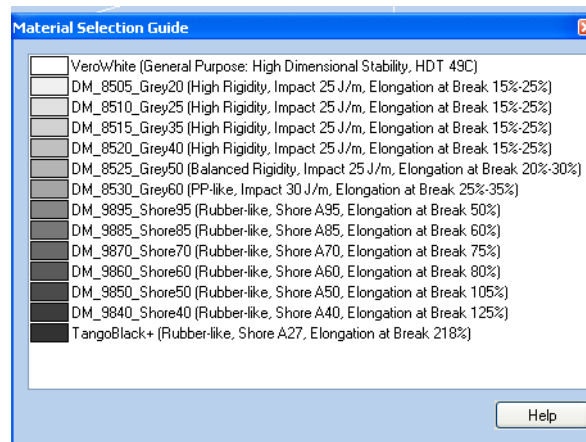 Material Selection Guide
VeroWhite (General Purpose: High Dimensional Stability, HDT 49C)
DM_8505_Grey20 (High Rigidity, Impact 25 J/m, Elongation at Break 15%-25%)
DM_8510_Grey25 (High Rigidity, Impact 25 J/m, Elongation at Break 15%-25%)
DM_8515_Grey35 (High Rigidity, Impact 25 J/m, Elongation at Break 15%-25%)
DM_8520_Grey40 (High Rigidity, Impact 25 J/m, Elongation at Break 15%-25%)
DM_8525_Grey50 (Balanced Rigidity, Impact 25 J/m, Elongation at Break 20%-30%)
DM_8530_Grey60 (PP-like, Impact 30 J/m, Elongation at Break 25%-35%)
DM_9895_Shore95 (Rubber-like, Shore A95, Elongation at Break 50%)
DM_9885_Shore85 (Rubber-like, Shore A85, Elongation at Break 60%)
DM_9870_Shore70 (Rubber-like, Shore A70, Elongation at Break 75%)
DM_9860_Shore60 (Rubber-like, Shore A60, Elongation at Break 80%)
DM_9850_Shore50 (Rubber-like, Shore A50, Elongation at Break 105%)
DM_9840_Shore40 (Rubber-like, Shore A40, Elongation at Break 125%)
TangoBlack+ (Rubber-like, Shore A27, Elongation at Break 218%)
Help